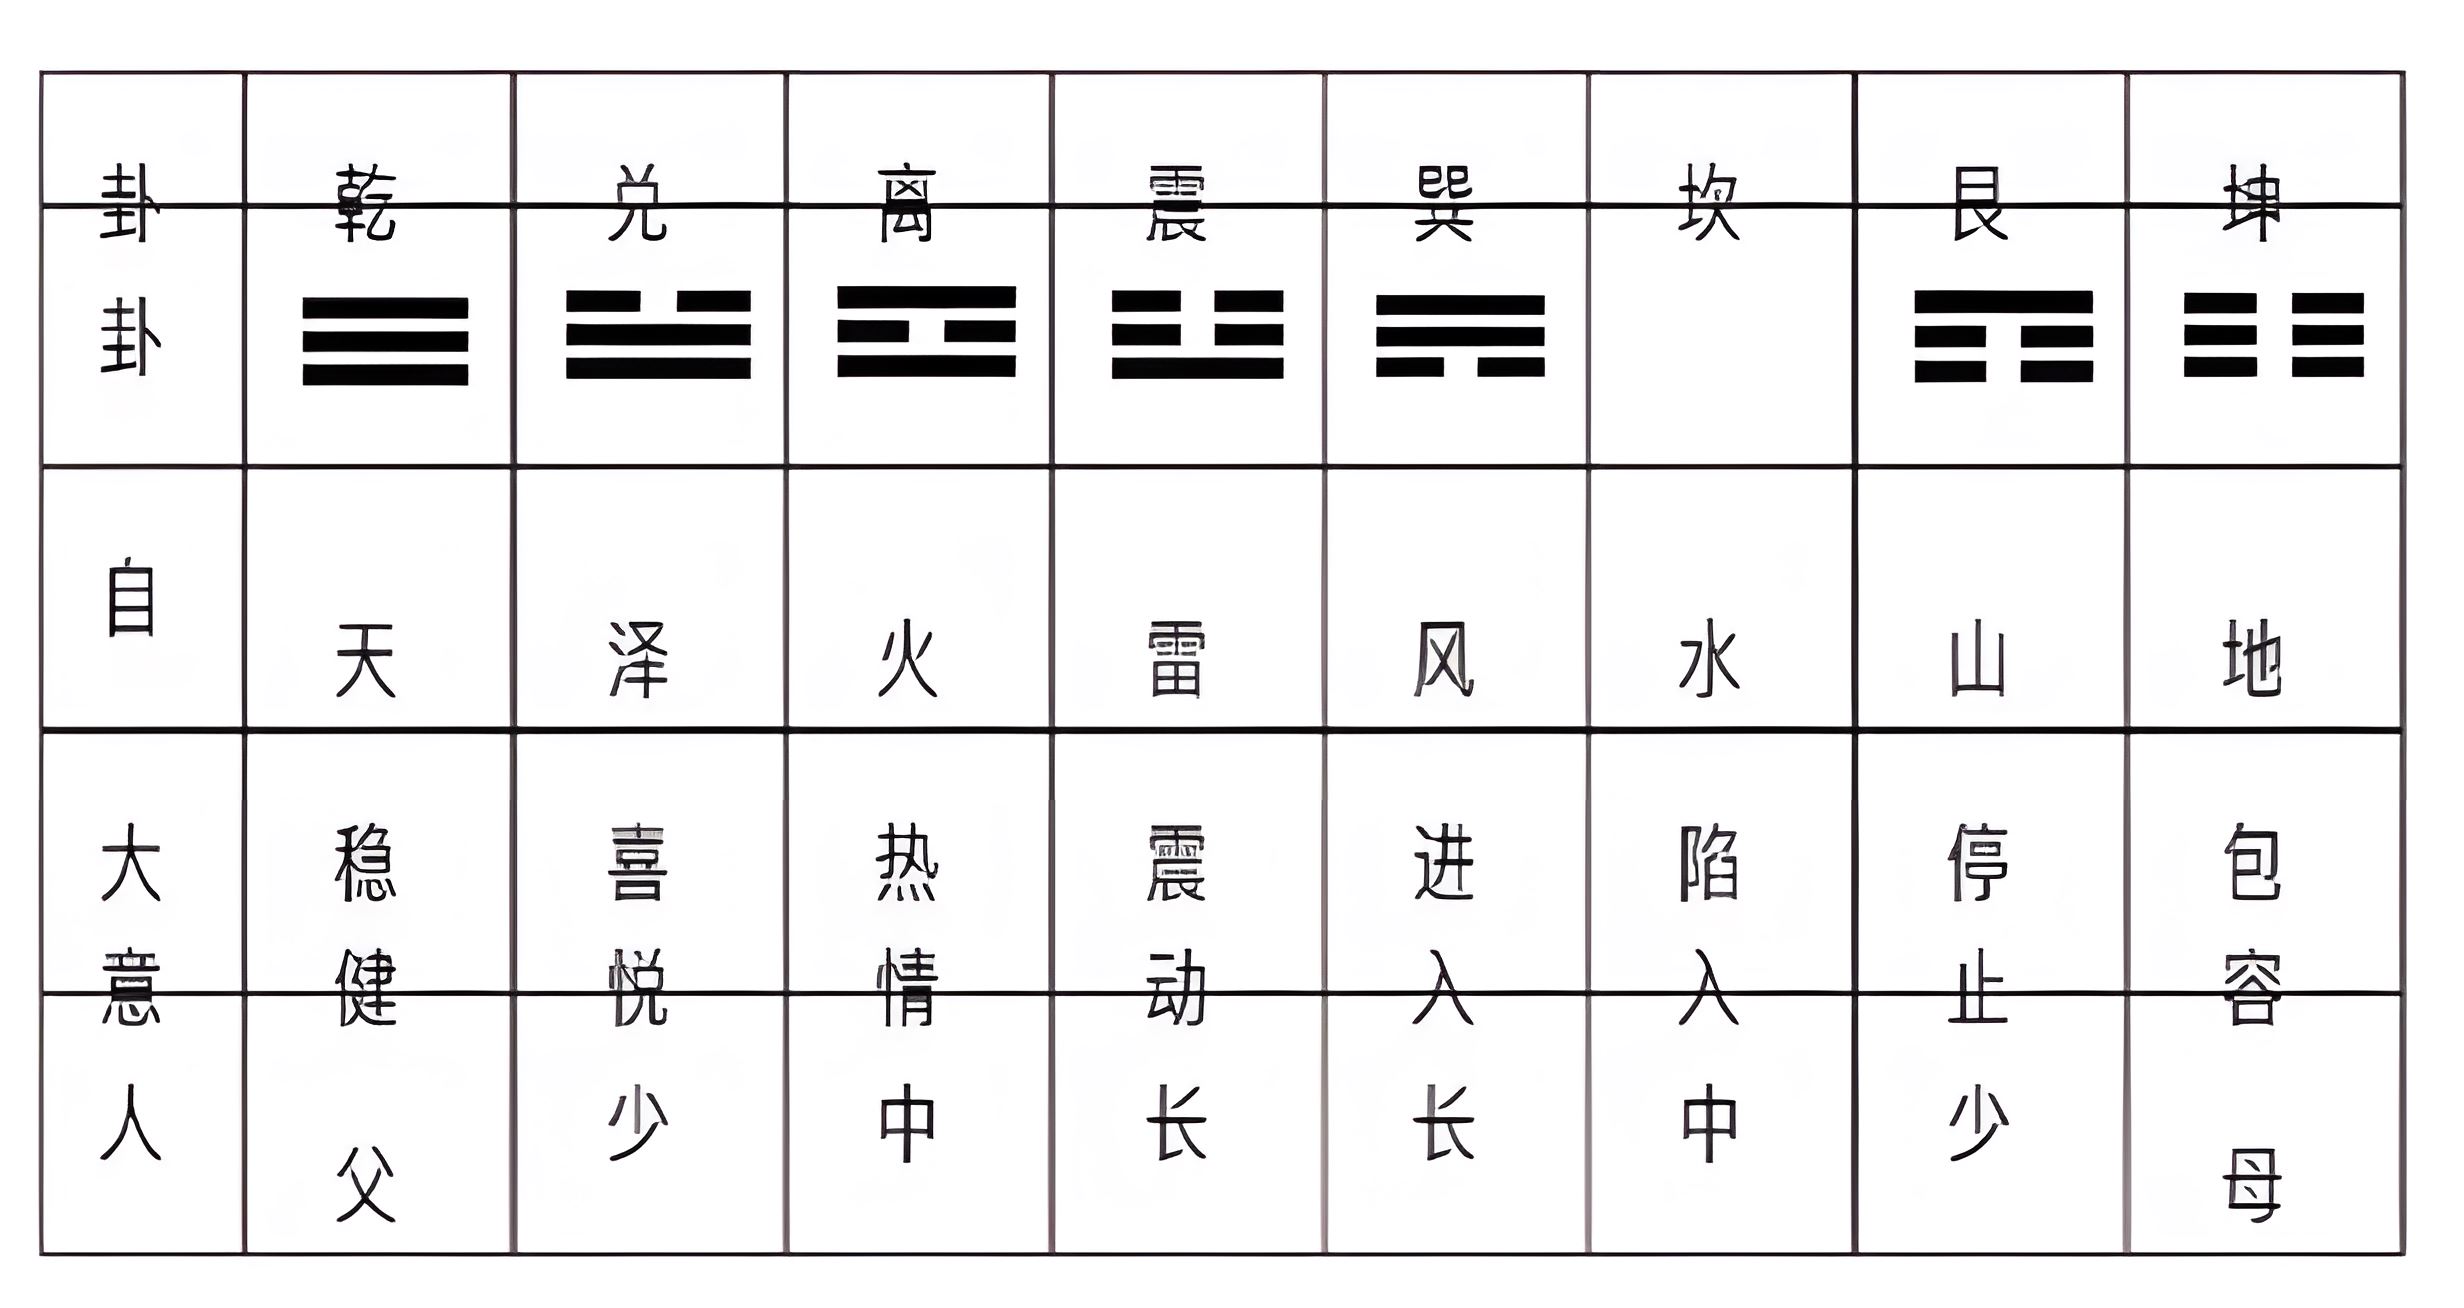 卦 乾 兑 离 震 巽 坎 艮 坤
卦
自 天 泽 火 雷 风 水 山 地
大意 稳健 喜悦 热情 震动 进入 陷入 停止 包容
人 父 少 中 长 长 中 少 母